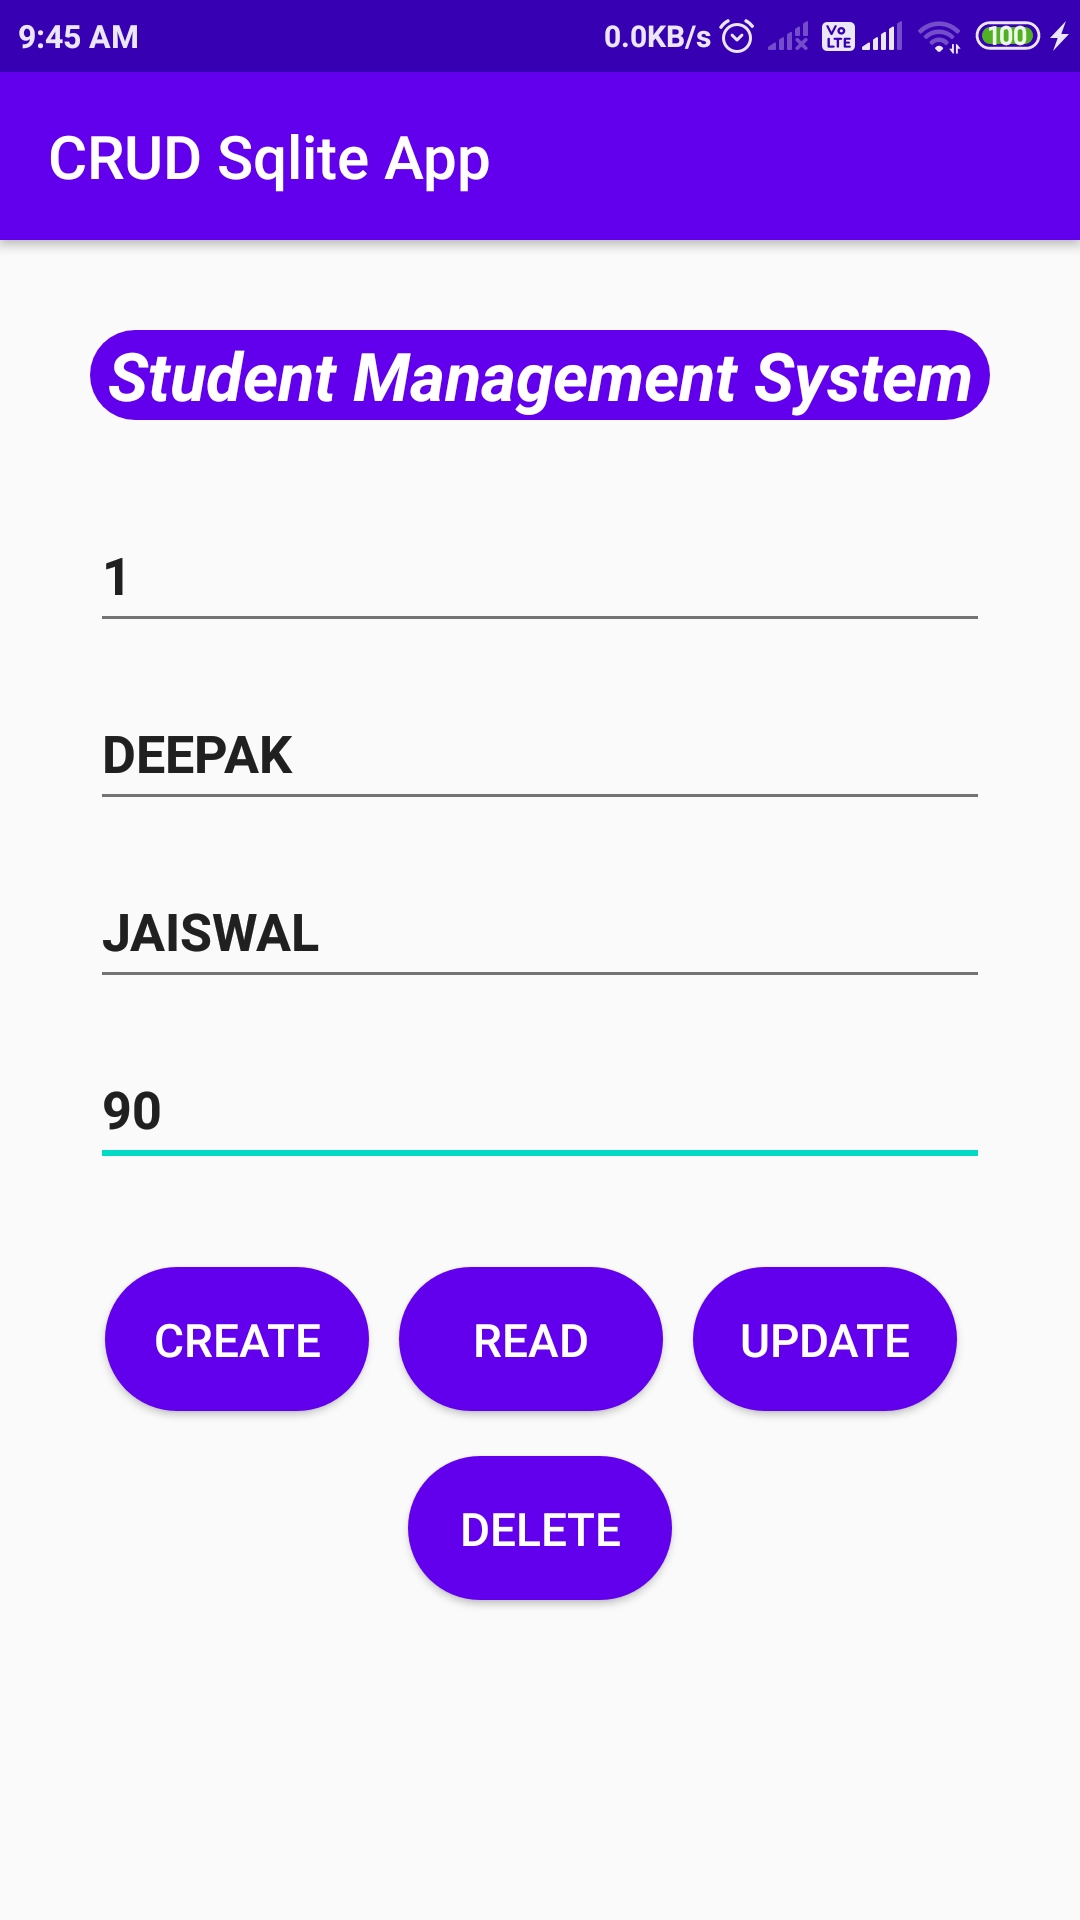 9:45 AM 0.0KB/s Vo LTE 100
CRUD Sqlite App
Student Management System
1
DEEPAK
JAISWAL
90
CREATE READ UPDATE
DELETE